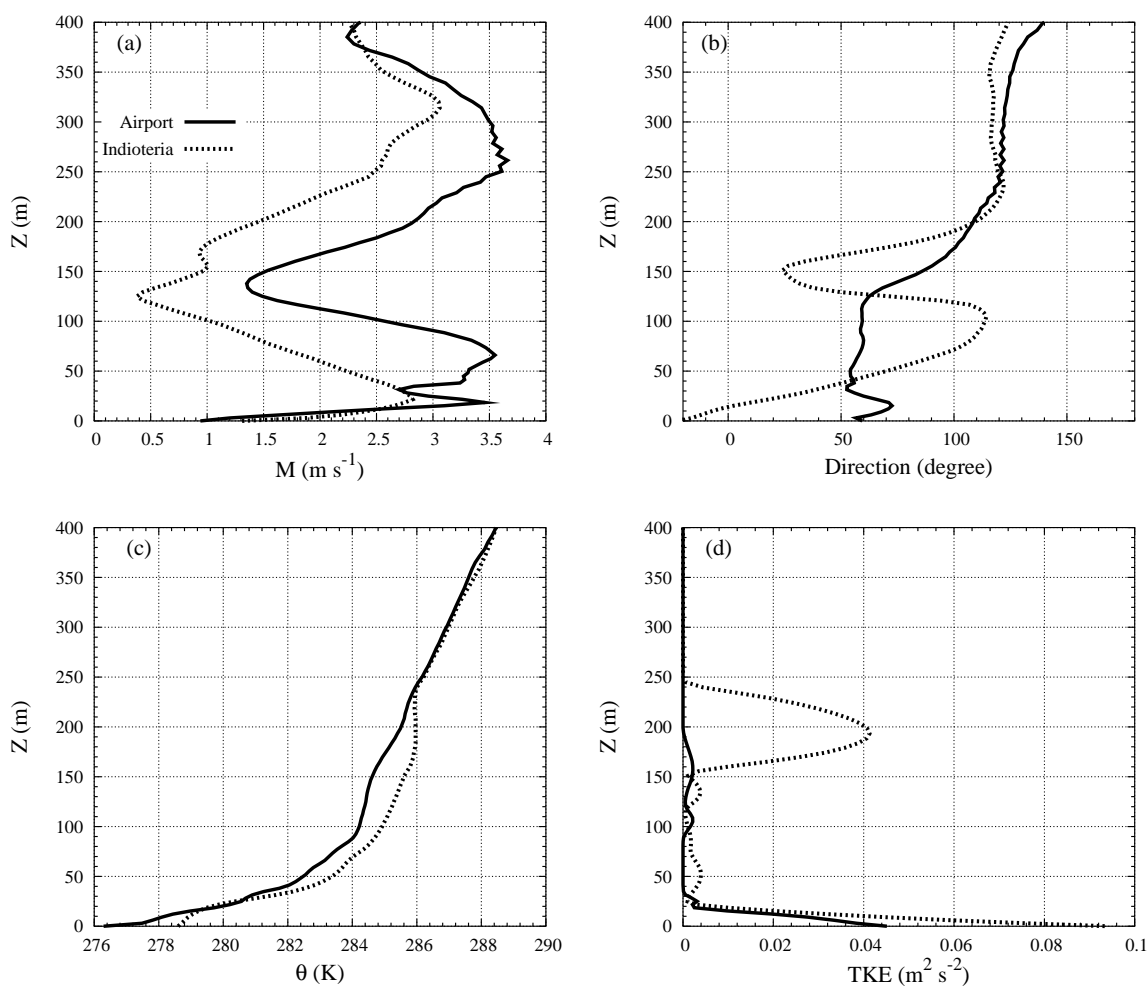 (a)
Z (m)
400
350
300
250
200
150
100
50
0
Airport
Indioteria
0 0.5 1 1.5 2 2.5 3 3.5 4
M (m s⁻¹)
(b)
Z (m)
400
350
300
250
200
150
100
50
0
0 50 100 150
Direction (degree)
(c)
Z (m)
400
350
300
250
200
150
100
50
0
276 278 280 282 284 286 288 290
θ (K)
(d)
Z (m)
400
350
300
250
200
150
100
50
0
0 0.02 0.04 0.06 0.08 0.1
TKE (m² s⁻²)